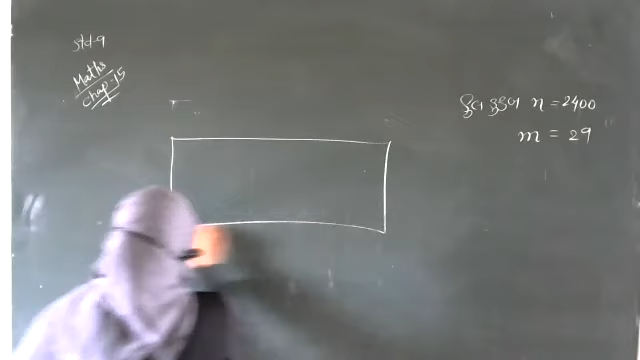 Std-9
Maths
Chap-15
કુલ કુટુંબ n = 2400
m = 29